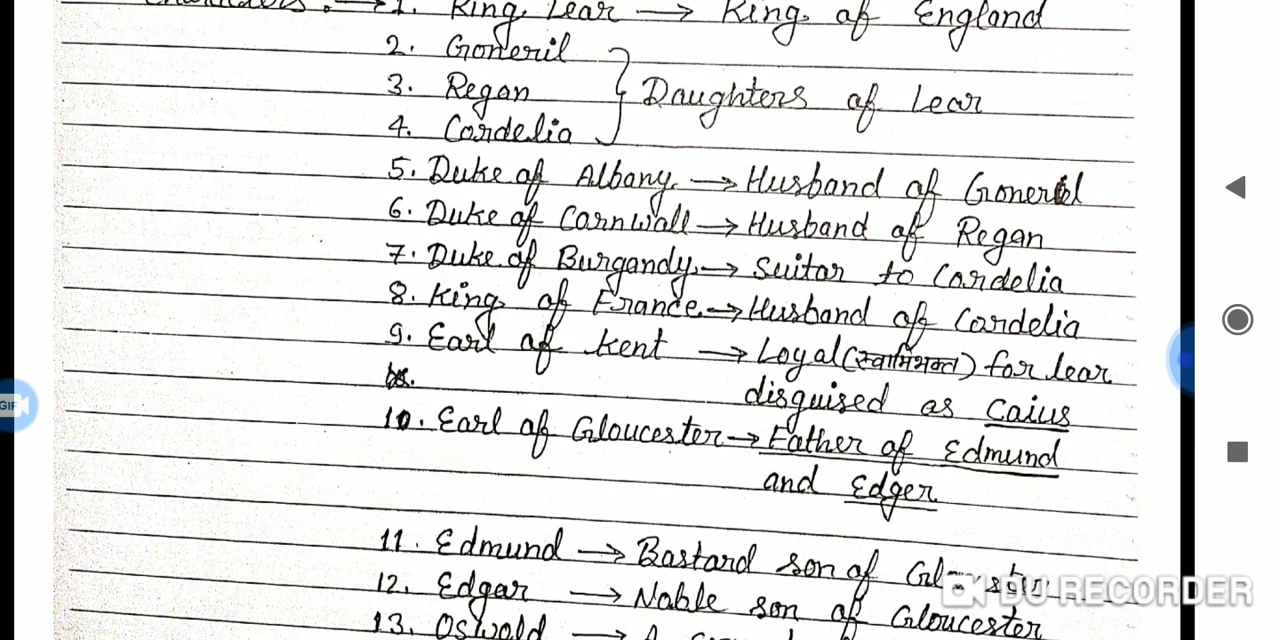 1. King Lear → King of England
2. Goneril
3. Regan } Daughters of Lear
4. Cordelia
5. Duke of Albany → Husband of Goneril
6. Duke of Cornwall → Husband of Regan
7. Duke of Burgandy → Suitor to Cordelia
8. King of France → Husband of Cordelia
9. Earl of Kent → Loyal (स्वामिभक्त) for Lear
disguised as Caius
10. Earl of Gloucester → Father of Edmund
and Edger
11. Edmund → Bastard son of
12. Edgar → Noble son of Gloucester
13. Oswald → A
DU RECORDER
GIF